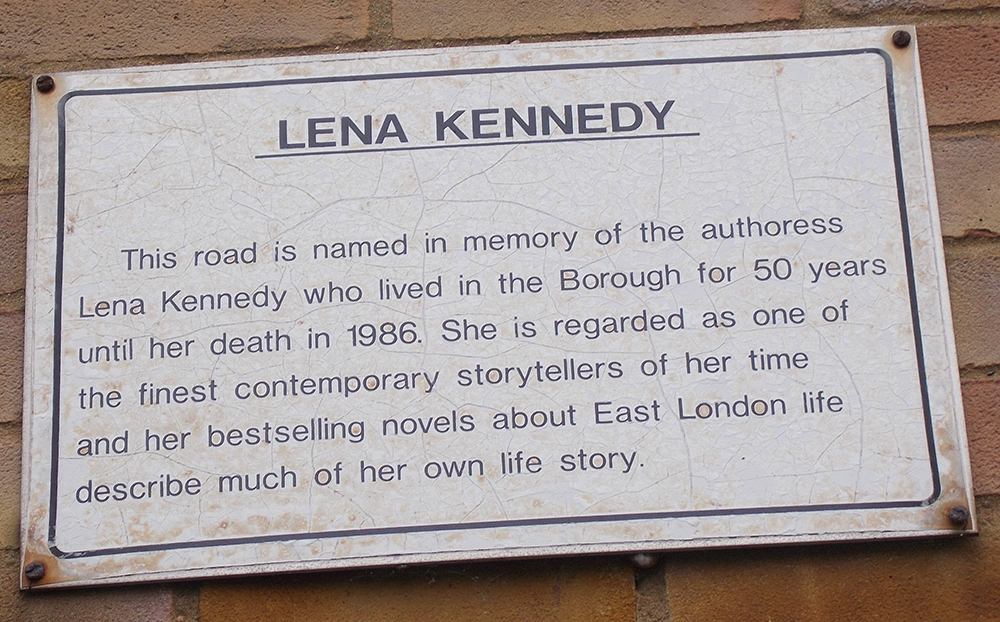 LENA KENNEDY
This road is named in memory of the authoress
Lena Kennedy who lived in the Borough for 50 years
until her death in 1986. She is regarded as one of
the finest contemporary storytellers of her time
and her bestselling novels about East London life
describe much of her own life story.